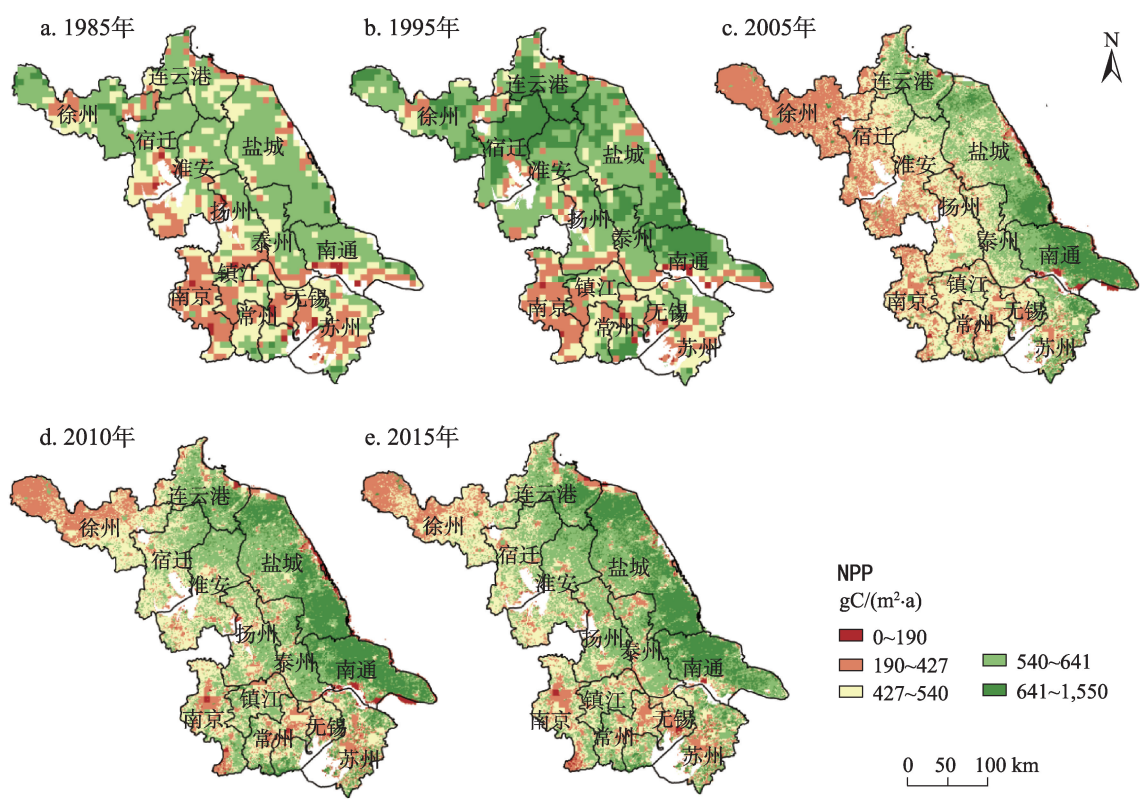 a. 1985年
b. 1995年
c. 2005年
N
连云港
徐州
宿迁
淮安
盐城
扬州
泰州
南通
镇江
南京
常州
无锡
苏州
连云港
徐州
宿迁
淮安
盐城
扬州
泰州
南通
镇江
南京
常州
无锡
苏州
连云港
徐州
宿迁
淮安
盐城
扬州
泰州
南通
镇江
南京
常州
无锡
苏州
d. 2010年
e. 2015年
连云港
徐州
宿迁
淮安
盐城
扬州
泰州
南通
镇江
南京
常州
无锡
苏州
连云港
徐州
宿迁
淮安
盐城
扬州
泰州
南通
镇江
南京
常州
无锡
苏州
NPP
gC/(m²·a)
0~190
190~427
427~540
540~641
641~1,550
0 50 100 km